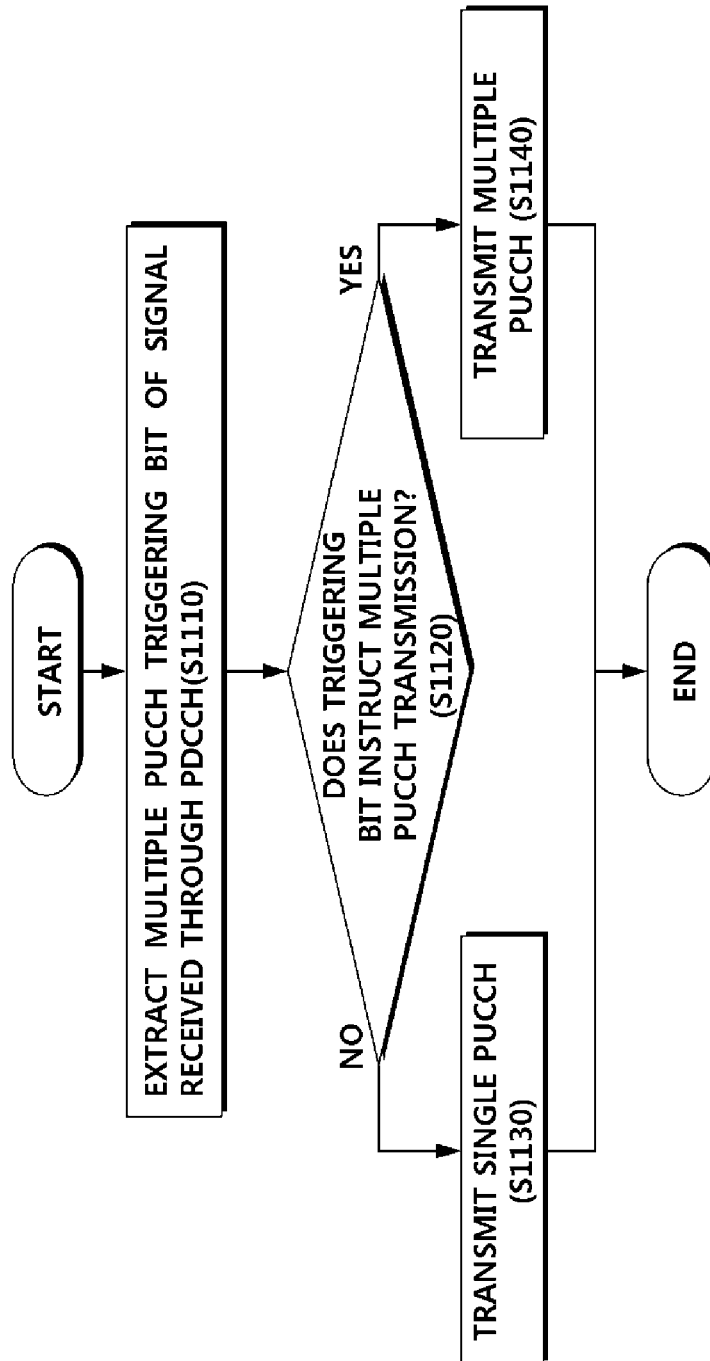 START
EXTRACT MULTIPLE PUCCH TRIGGERING BIT OF SIGNAL
RECEIVED THROUGH PDCCH(S1110)
DOES TRIGGERING
BIT INSTRUCT MULTIPLE
PUCCH TRANSMISSION?
(S1120)
NO
YES
TRANSMIT SINGLE PUCCH
(S1130)
TRANSMIT MULTIPLE
PUCCH (S1140)
END